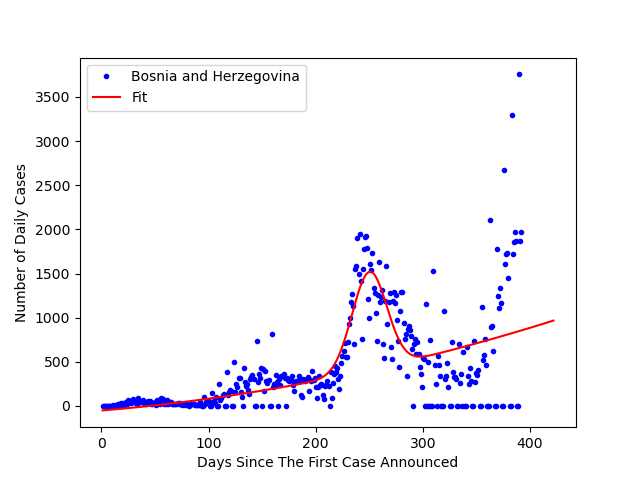 Bosnia and Herzegovina
Fit
Number of Daily Cases
3500
3000
2500
2000
1500
1000
500
0
0 100 200 300 400
Days Since The First Case Announced